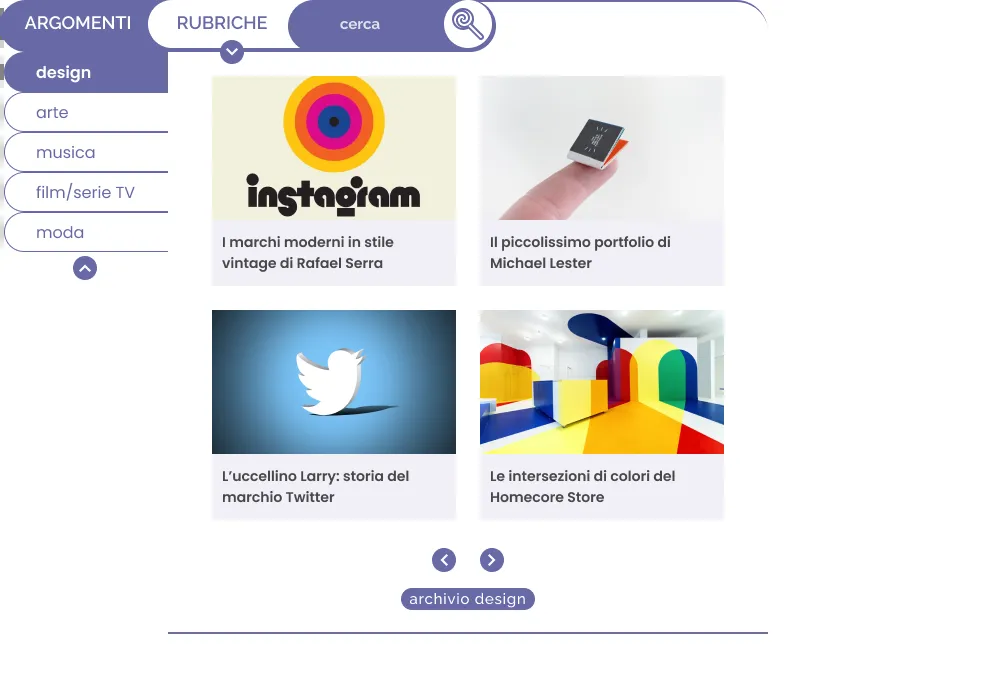 ARGOMENTI
RUBRICHE
cerca
design
arte
musica
film/serie TV
moda
instagram
I marchi moderni in stile
vintage di Rafael Serra
Il piccolissimo portfolio di
Michael Lester
L’uccellino Larry: storia del
marchio Twitter
Le intersezioni di colori del
Homecore Store
archivio design